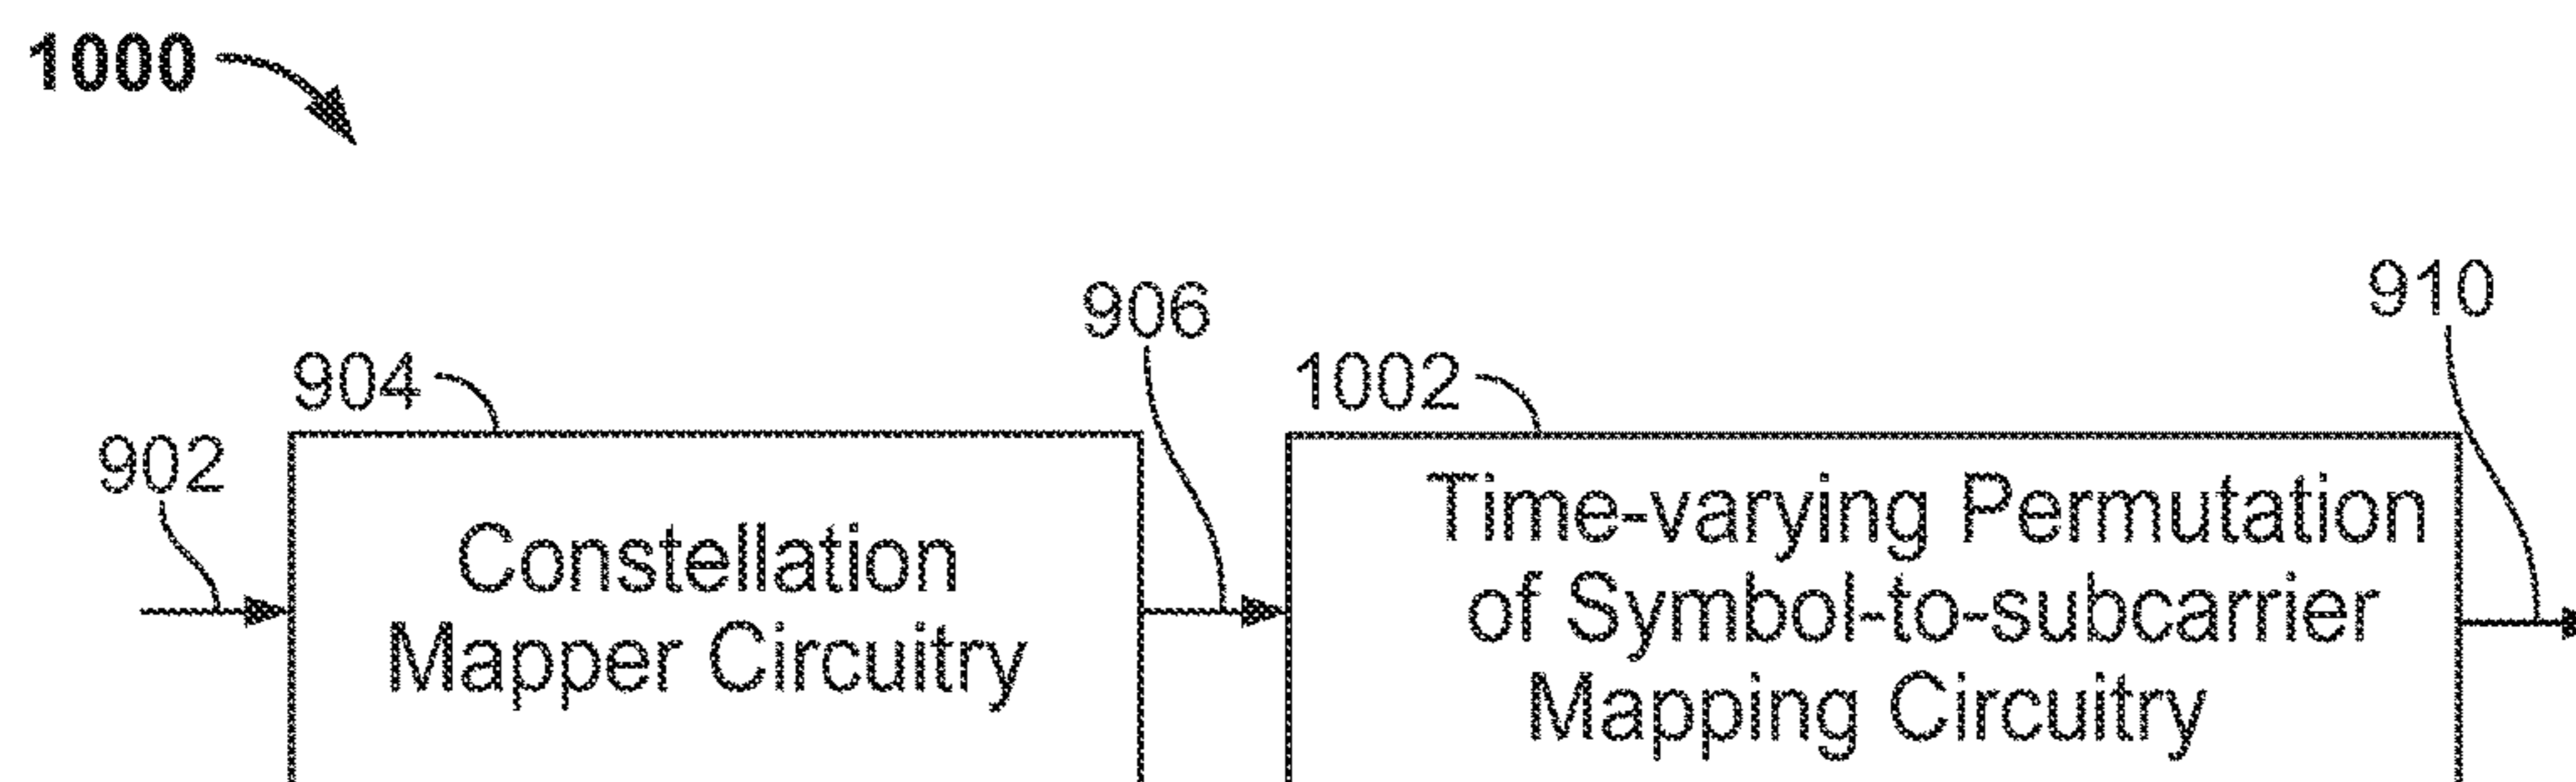 1000
910
906
904
1002
902
Constellation
Mapper Circuitry
Time-varying Permutation
of Symbol-to-subcarrier
Mapping Circuitry